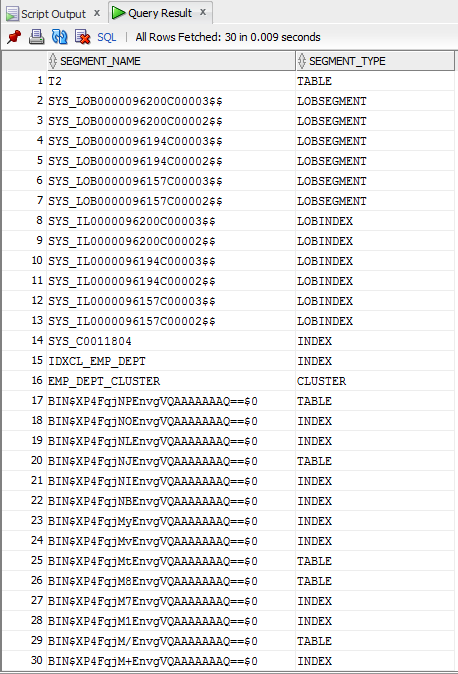 Script Output x Query Result x
SQL | All Rows Fetched: 30 in 0.009 seconds
SEGMENT_NAME SEGMENT_TYPE
1 T2 TABLE
2 SYS_LOB0000096200C00003$$ LOBSEGMENT
3 SYS_LOB0000096200C00002$$ LOBSEGMENT
4 SYS_LOB0000096194C00003$$ LOBSEGMENT
5 SYS_LOB0000096194C00002$$ LOBSEGMENT
6 SYS_LOB0000096157C00003$$ LOBSEGMENT
7 SYS_LOB0000096157C00002$$ LOBSEGMENT
8 SYS_IL0000096200C00003$$ LOBINDEX
9 SYS_IL0000096200C00002$$ LOBINDEX
10 SYS_IL0000096194C00003$$ LOBINDEX
11 SYS_IL0000096194C00002$$ LOBINDEX
12 SYS_IL0000096157C00003$$ LOBINDEX
13 SYS_IL0000096157C00002$$ LOBINDEX
14 SYS_C0011804 INDEX
15 IDXCL_EMP_DEPT INDEX
16 EMP_DEPT_CLUSTER CLUSTER
17 BIN$XP4FqjNPEnvgVQAAAAAAAQ==$0 TABLE
18 BIN$XP4FqjNOEnvgVQAAAAAAAQ==$0 INDEX
19 BIN$XP4FqjNLEnvgVQAAAAAAAQ==$0 INDEX
20 BIN$XP4FqjNJEnvgVQAAAAAAAQ==$0 TABLE
21 BIN$XP4FqjNIEnvgVQAAAAAAAQ==$0 INDEX
22 BIN$XP4FqjNBEnvgVQAAAAAAAQ==$0 INDEX
23 BIN$XP4FqjMyEnvgVQAAAAAAAQ==$0 INDEX
24 BIN$XP4FqjMvEnvgVQAAAAAAAQ==$0 INDEX
25 BIN$XP4FqjMtEnvgVQAAAAAAAQ==$0 TABLE
26 BIN$XP4FqjM8EnvgVQAAAAAAAQ==$0 TABLE
27 BIN$XP4FqjM7EnvgVQAAAAAAAQ==$0 INDEX
28 BIN$XP4FqjM1EnvgVQAAAAAAAQ==$0 INDEX
29 BIN$XP4FqjM/EnvgVQAAAAAAAQ==$0 TABLE
30 BIN$XP4FqjM+EnvgVQAAAAAAAQ==$0 INDEX